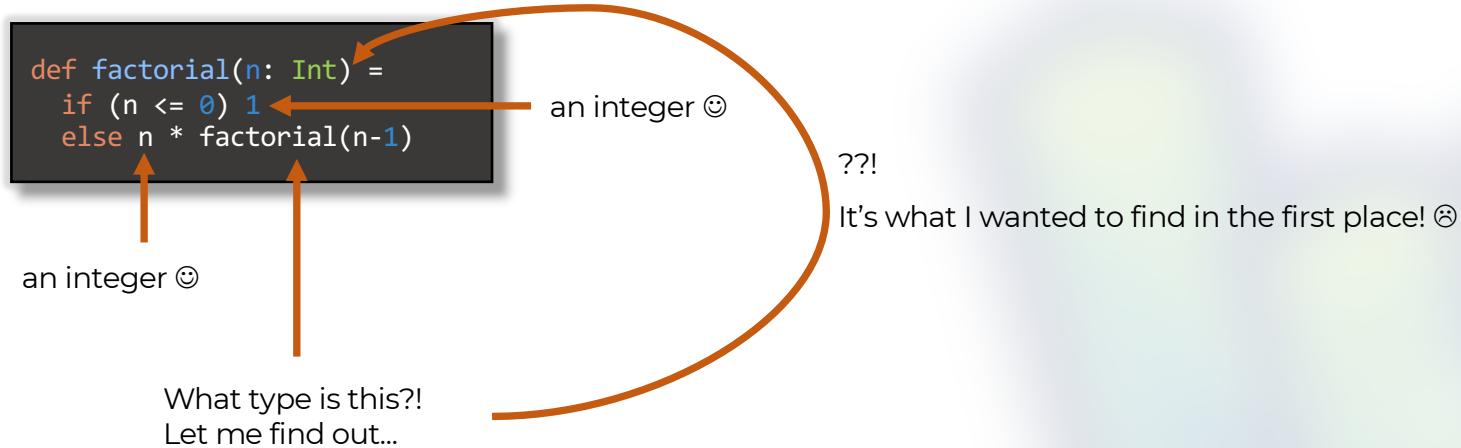 def factorial(n: Int) =
if (n <= 0) 1
else n * factorial(n-1)
an integer ☺
??!
It's what I wanted to find in the first place! ☹
an integer ☺
What type is this?!
Let me find out...